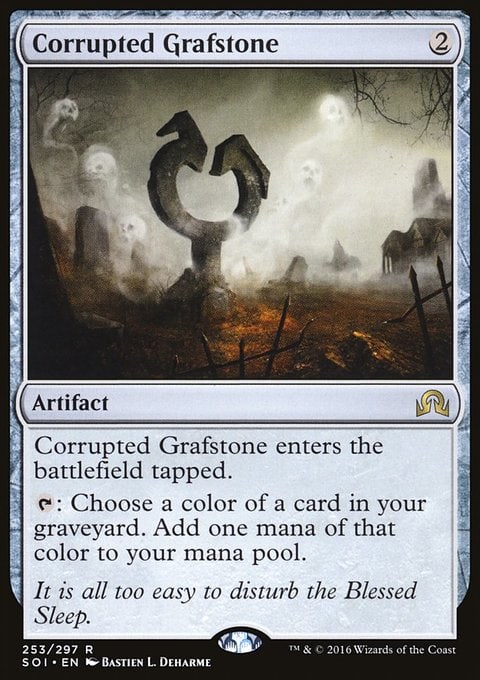 Corrupted Grafstone 2
Artifact
Corrupted Grafstone enters the
battlefield tapped.
: Choose a color of a card in your
graveyard. Add one mana of that
color to your mana pool.
It is all too easy to disturb the Blessed
Sleep.
253/297 R
SOI • EN Bastien L. Deharme
™ & © 2016 Wizards of the Coast